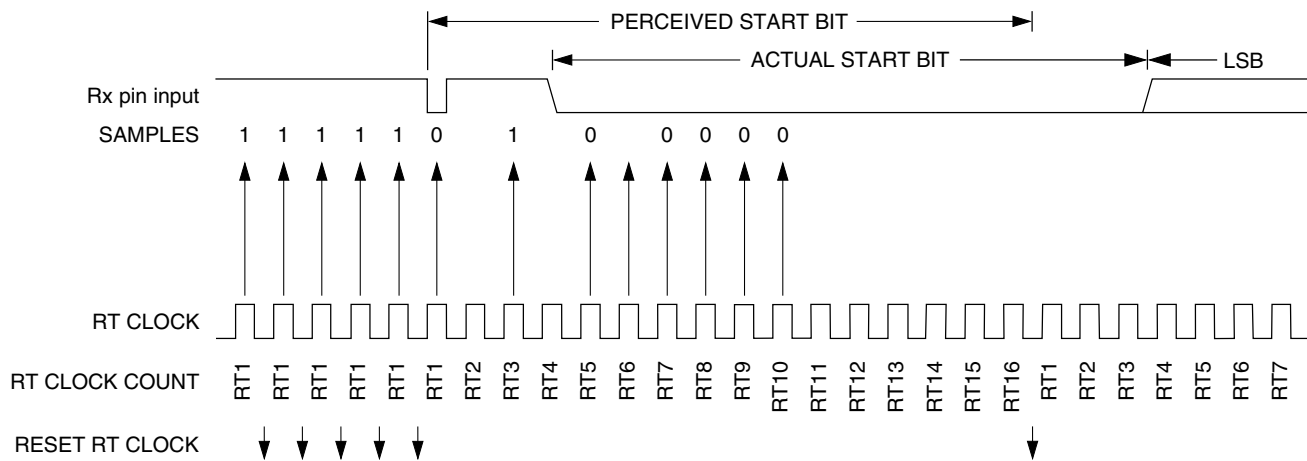 PERCEIVED START BIT
ACTUAL START BIT LSB
Rx pin input
SAMPLES 1 1 1 1 1 0 1 0 0 0 0 0
RT CLOCK
RT CLOCK COUNT RT1 RT1 RT1 RT1 RT1 RT1 RT2 RT3 RT4 RT5 RT6 RT7 RT8 RT9 RT10 RT11 RT12 RT13 RT14 RT15 RT16 RT1 RT2 RT3 RT4 RT5 RT6 RT7
RESET RT CLOCK